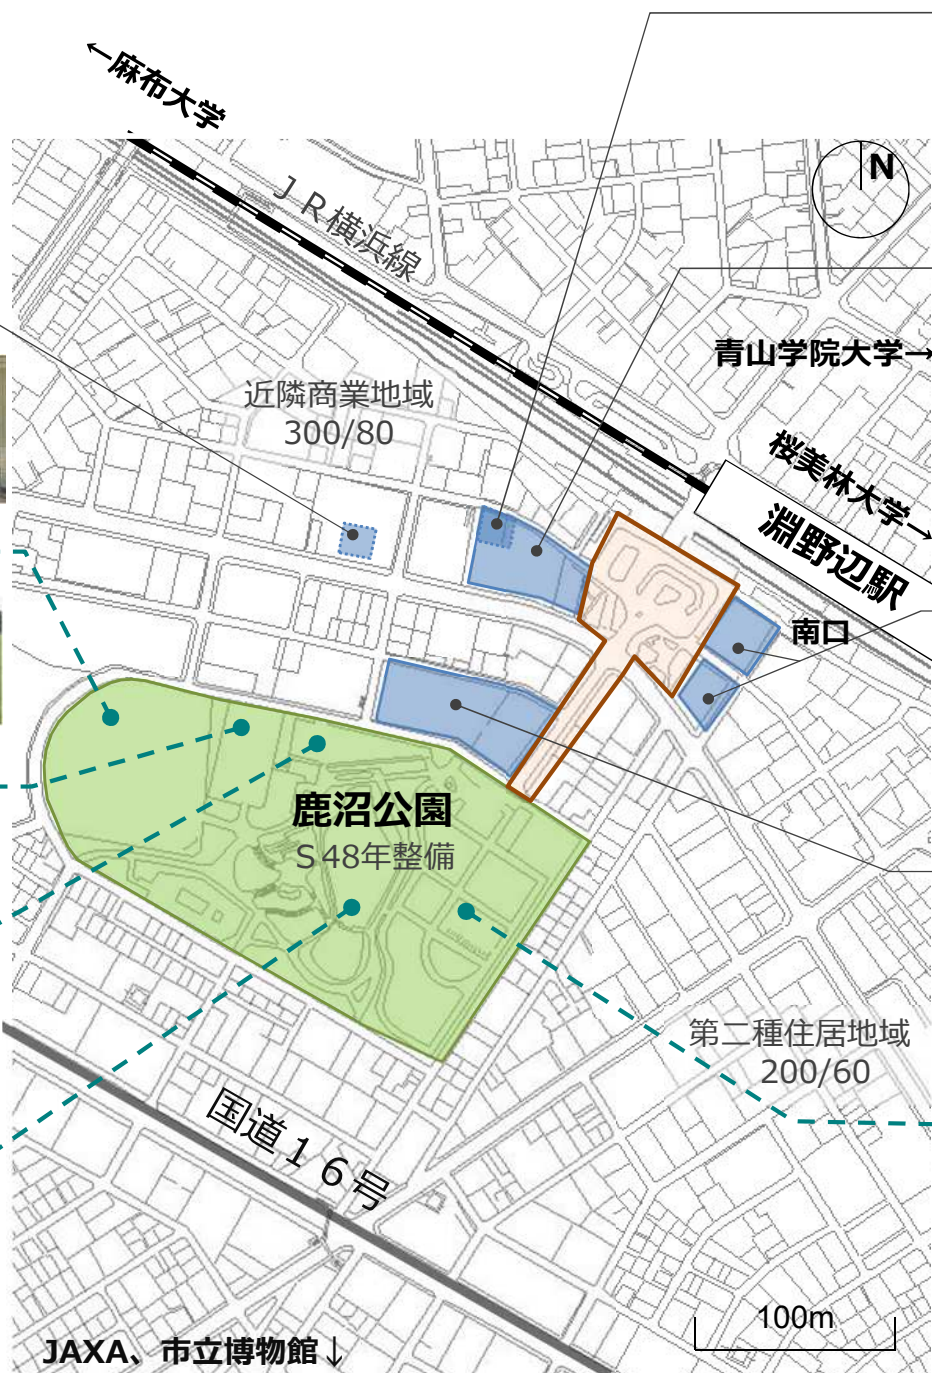 ←麻布大学
JR横浜線
N
青山学院大学→
近隣商業地域
300/80
桜美林大学→
淵野辺駅
南口
鹿沼公園
S48年整備
第二種住居地域
200/60
国道16号
100m
JAXA、市立博物館↓